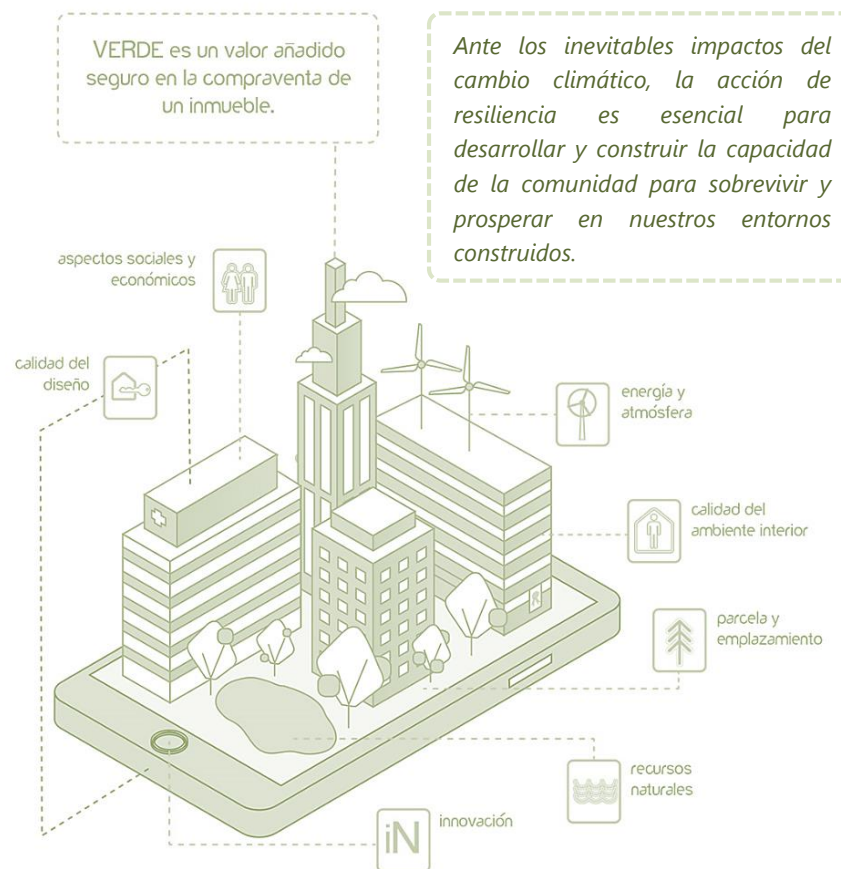 VERDE es un valor añadido
seguro en la compraventa de
un inmueble.
Ante los inevitables impactos del
cambio climático, la acción de
resiliencia es esencial para
desarrollar y construir la capacidad
de la comunidad para sobrevivir y
prosperar en nuestros entornos
construidos.
aspectos sociales y
económicos
calidad del
diseño
energía y
atmósfera
calidad del
ambiente interior
R
parcela y
emplazamiento
recursos
naturales
iN
innovación